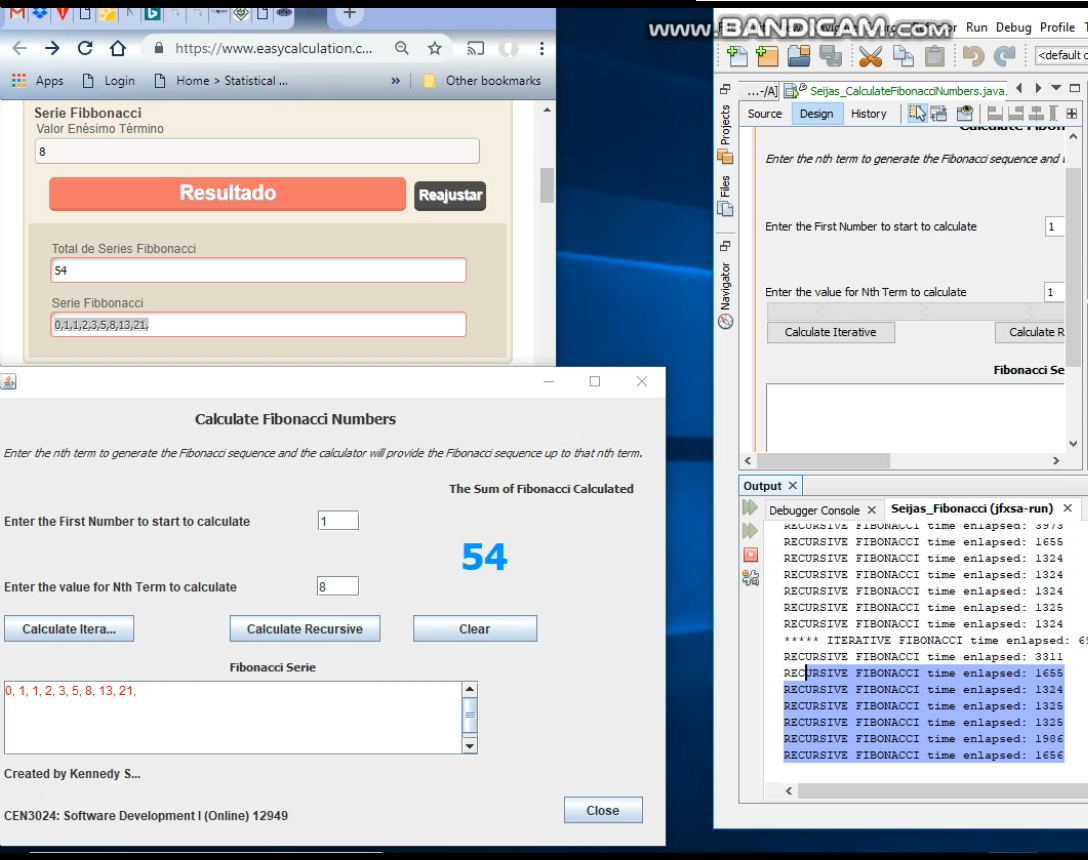 https://www.easycalculation.c...
Apps Login Home > Statistical ... » Other bookmarks
Serie Fibbonacci
Valor Enésimo Término
8
Resultado Reajustar
Total de Series Fibbonacci
54
Serie Fibbonacci
0,1,1,2,3,5,8,13,21,
Calculate Fibonacci Numbers
Enter the nth term to generate the Fibonacci sequence and the calculator will provide the Fibonacci sequence up to that nth term.
The Sum of Fibonacci Calculated
Enter the First Number to start to calculate 1
54
Enter the value for Nth Term to calculate 8
Calculate Itera... Calculate Recursive Clear
Fibonacci Serie
0, 1, 1, 2, 3, 5, 8, 13, 21,
Created by Kennedy S...
CEN3024: Software Development I (Online) 12949
Close
www.BANDICAM.com
Run Debug Profile
<default c
...-/A] Seijas_CalculateFibonacciNumbers.java
Source Design History
Projects
Files
Navigator
Enter the nth term to generate the Fibonacci sequence and
Enter the First Number to start to calculate 1
Enter the value for Nth Term to calculate 1
Calculate Iterative Calculate R
Fibonacci Se
Output
Debugger Console Seijas_Fibonacci (jfxsa-run)
RECURSIVE FIBONACCI time enlapsed: 3973
RECURSIVE FIBONACCI time enlapsed: 1655
RECURSIVE FIBONACCI time enlapsed: 1324
RECURSIVE FIBONACCI time enlapsed: 1324
RECURSIVE FIBONACCI time enlapsed: 1324
RECURSIVE FIBONACCI time enlapsed: 1325
RECURSIVE FIBONACCI time enlapsed: 1324
***** ITERATIVE FIBONACCI time enlapsed: 69
RECURSIVE FIBONACCI time enlapsed: 3311
RECURSIVE FIBONACCI time enlapsed: 1655
RECURSIVE FIBONACCI time enlapsed: 1324
RECURSIVE FIBONACCI time enlapsed: 1325
RECURSIVE FIBONACCI time enlapsed: 1325
RECURSIVE FIBONACCI time enlapsed: 1986
RECURSIVE FIBONACCI time enlapsed: 1656